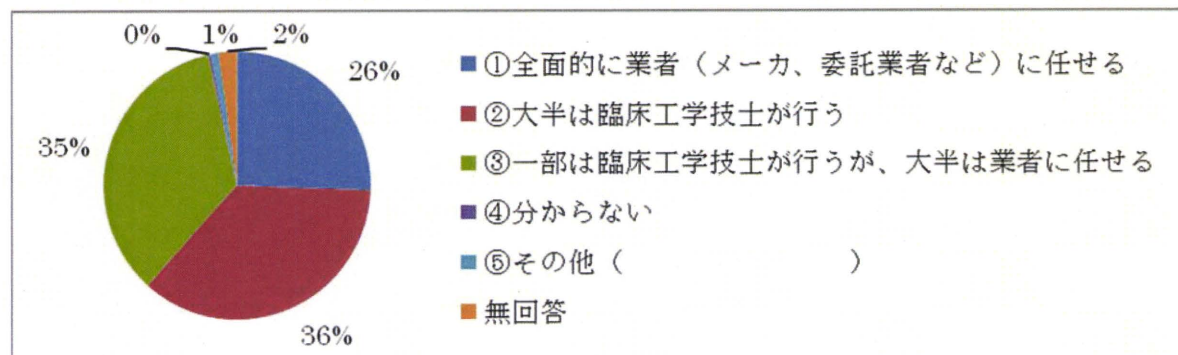 0% 1% 2%
26%
35%
36%
■①全面的に業者（メーカ、委託業者など）に任せる
■②大半は臨床工学技士が行う
■③一部は臨床工学技士が行うが、大半は業者に任せる
■④分からない
■⑤その他（　　　　　　　　　）
■無回答